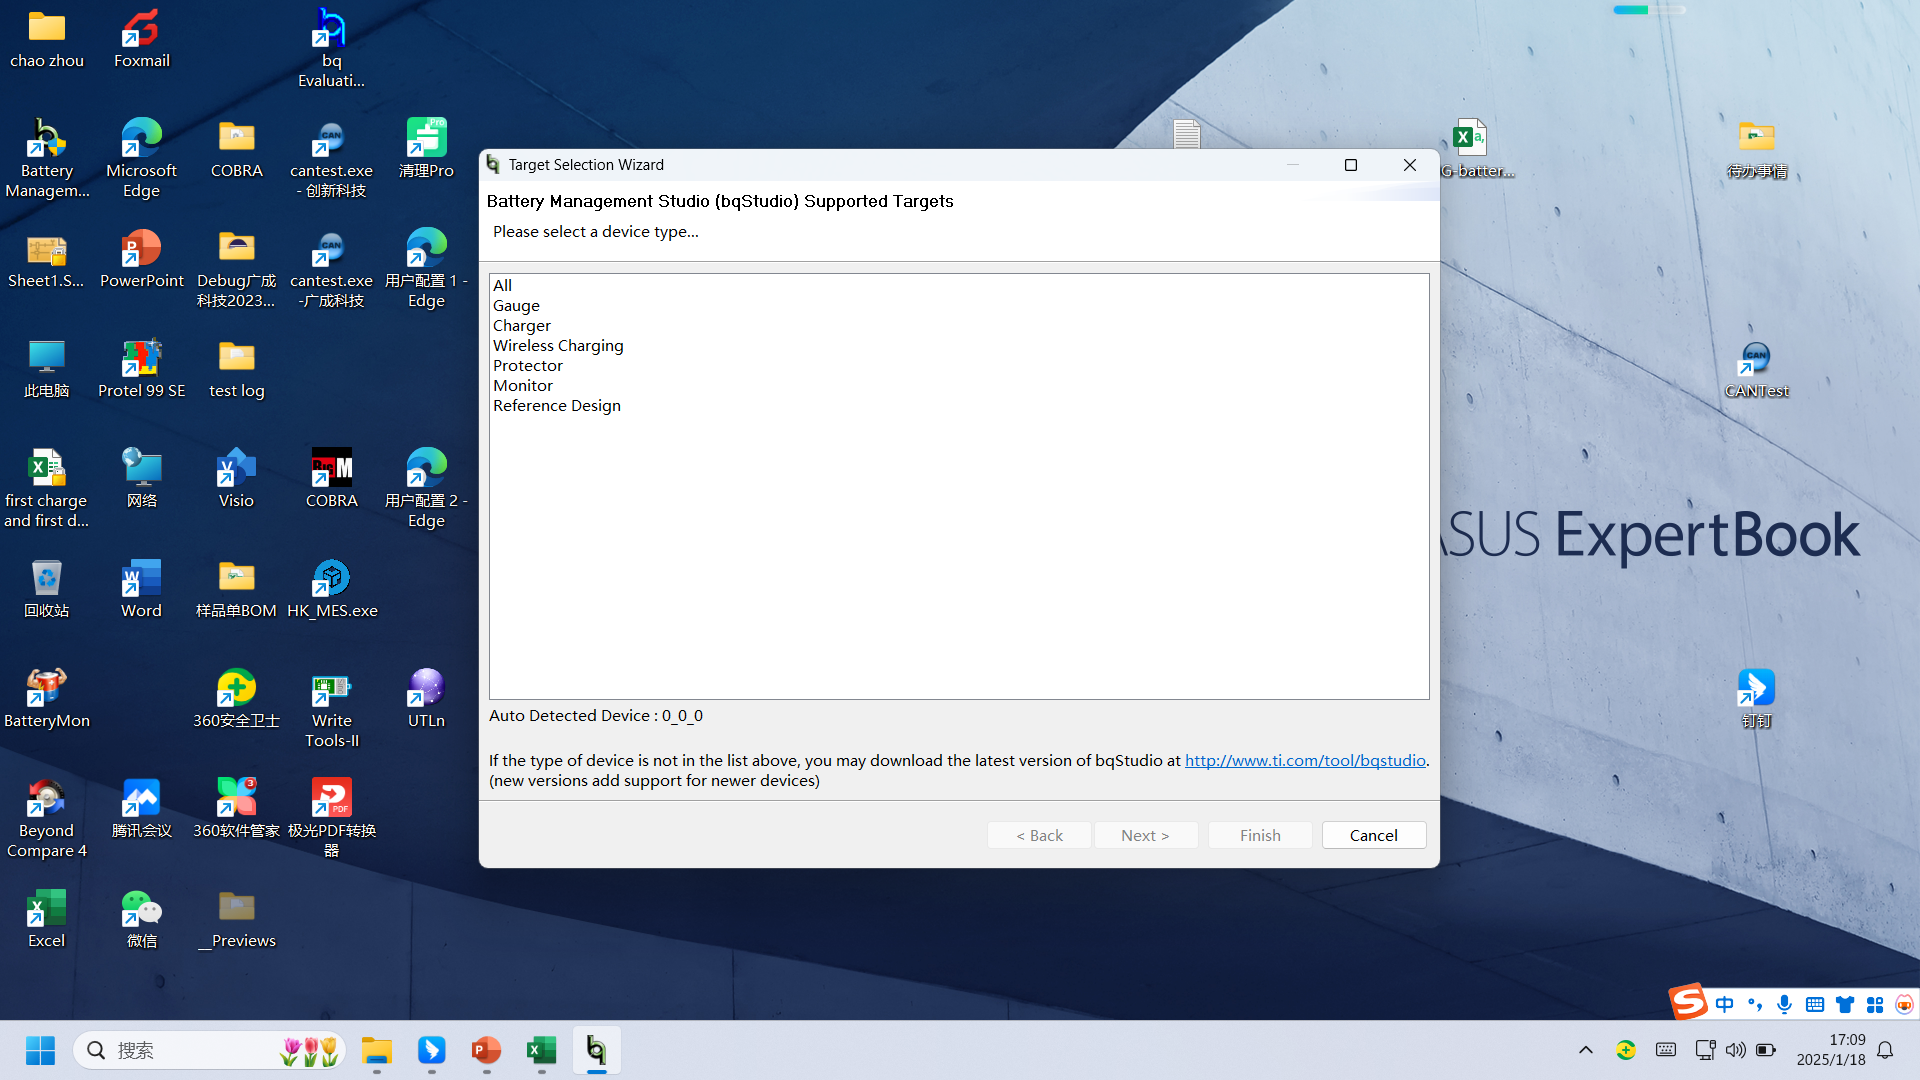 chao zhou
Foxmail
bq
Evaluati...
Battery
Managem...
Microsoft
Edge
COBRA
cantest.exe
- 创新科技
清理Pro
Sheet1.S...
PowerPoint
Debug广成
科技2023...
cantest.exe
-广成科技
用户配置 1 -
Edge
此电脑
Protel 99 SE
test log
first charge
and first d...
网络
Visio
COBRA
用户配置 2 -
Edge
回收站
Word
样品单BOM
HK_MES.exe
BatteryMon
360安全卫士
Write
Tools-II
UTLn
Beyond
Compare 4
腾讯会议
360软件管家
极光PDF转换
器
Excel
微信
__Previews
Target Selection Wizard
Battery Management Studio (bqStudio) Supported Targets
Please select a device type...
All
Gauge
Charger
Wireless Charging
Protector
Monitor
Reference Design
Auto Detected Device : 0_0_0
If the type of device is not in the list above, you may download the latest version of bqStudio at http://www.ti.com/tool/bqstudio.
(new versions add support for newer devices)
< Back
Next >
Finish
Cancel
G-batter...
待办事情
CANTest
ASUS ExpertBook
钉钉
中
搜索
17:09
2025/1/18